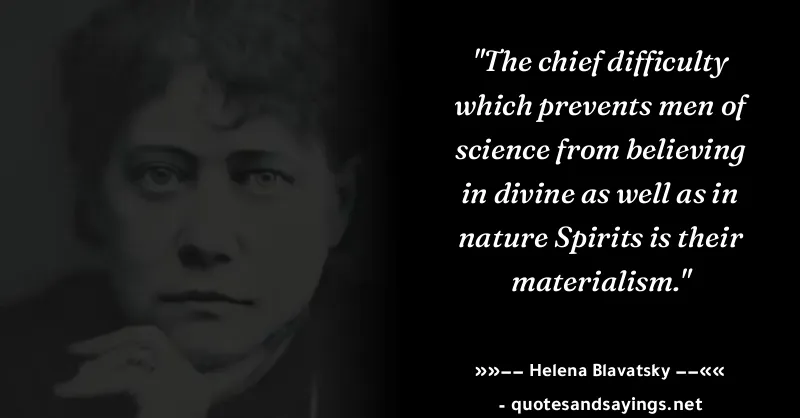 "The chief difficulty
which prevents men of
science from believing
in divine as well as in
nature Spirits is their
materialism."
»»–– Helena Blavatsky ––««
- quotesandsayings.net